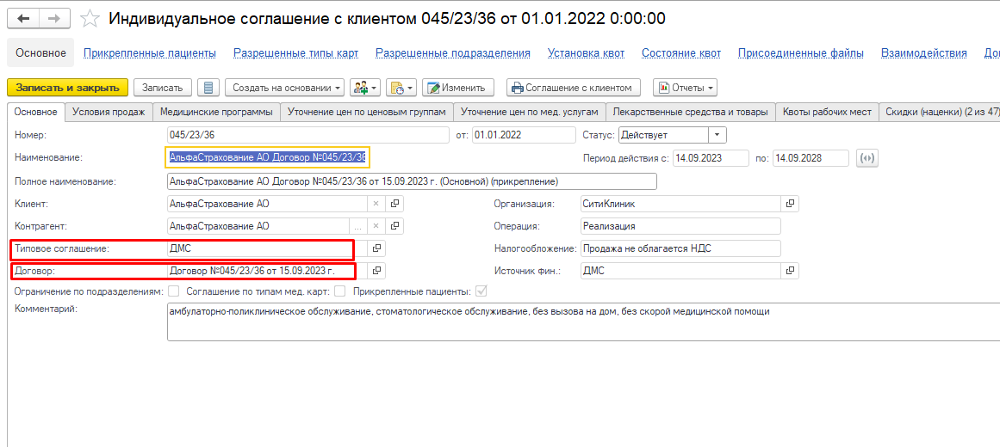 Индивидуальное соглашение с клиентом 045/23/36 от 01.01.2022 0:00:00
Основное Прикрепленные пациенты Разрешенные типы карт Разрешенные подразделения Установка квот Состояние квот Присоединенные файлы Взаимодействия До
Записать и закрыть Записать Создать на основании Изменить Соглашение с клиентом Отчеты
Основное Условия продаж Медицинские программы Уточнение цен по ценовым группам Уточнение цен по мед. услугам Лекарственные средства и товары Квоты рабочих мест Скидки (наценки) (2 из 47)
Номер: 045/23/36 от: 01.01.2022 Статус: Действует
Наименование: АльфаСтрахование АО Договор №045/23/36 Период действия с: 14.09.2023 по: 14.09.2028
Полное наименование: АльфаСтрахование АО Договор №045/23/36 от 15.09.2023 г. (Основной) (прикрепление)
Клиент: АльфаСтрахование АО Организация: СитиКлиник
Контрагент: АльфаСтрахование АО ... Операция: Реализация
Типовое соглашение: ДМС Налогообложение: Продажа не облагается НДС
Договор: Договор №045/23/36 от 15.09.2023 г. Источник фин.: ДМС
Ограничение по подразделениям: Соглашение по типам мед. карт: Прикрепленные пациенты:
Комментарий: амбулаторно-поликлиническое обслуживание, стоматологическое обслуживание, без вызова на дом, без скорой медицинской помощи